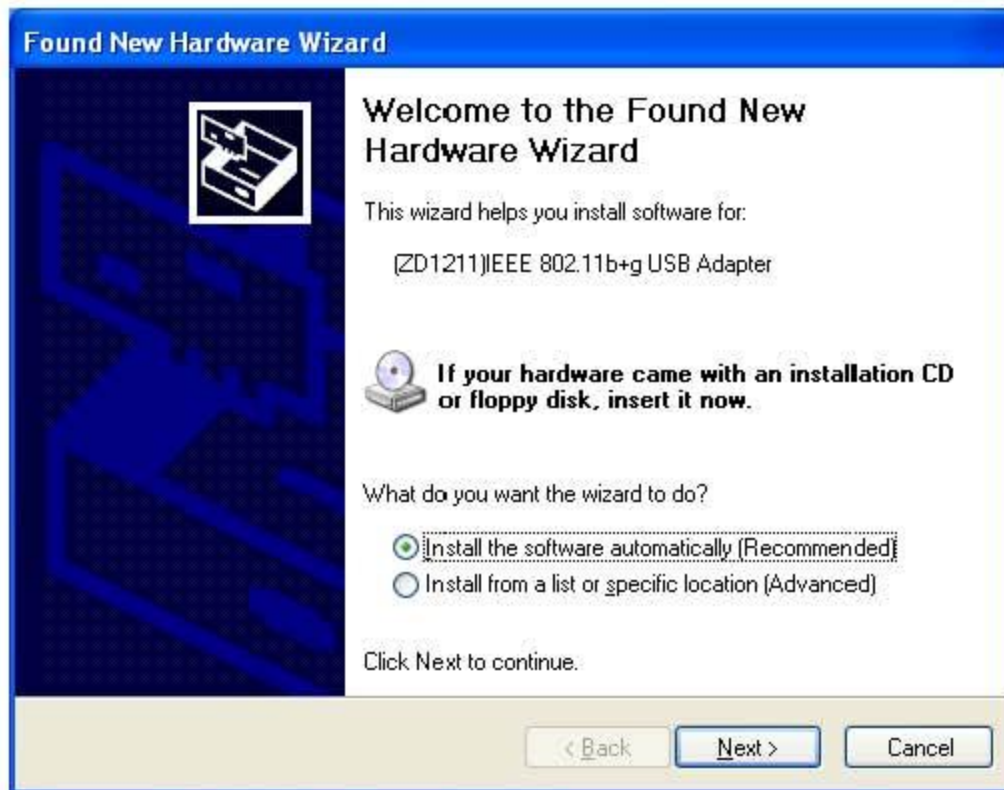 Found New Hardware Wizard
Welcome to the Found New
Hardware Wizard
This wizard helps you install software for:
(ZD1211)IEEE 802.11b+g USB Adapter
If your hardware came with an installation CD
or floppy disk, insert it now.
What do you want the wizard to do?
Install the software automatically (Recommended)
Install from a list or specific location (Advanced)
Click Next to continue.
< Back Next > Cancel